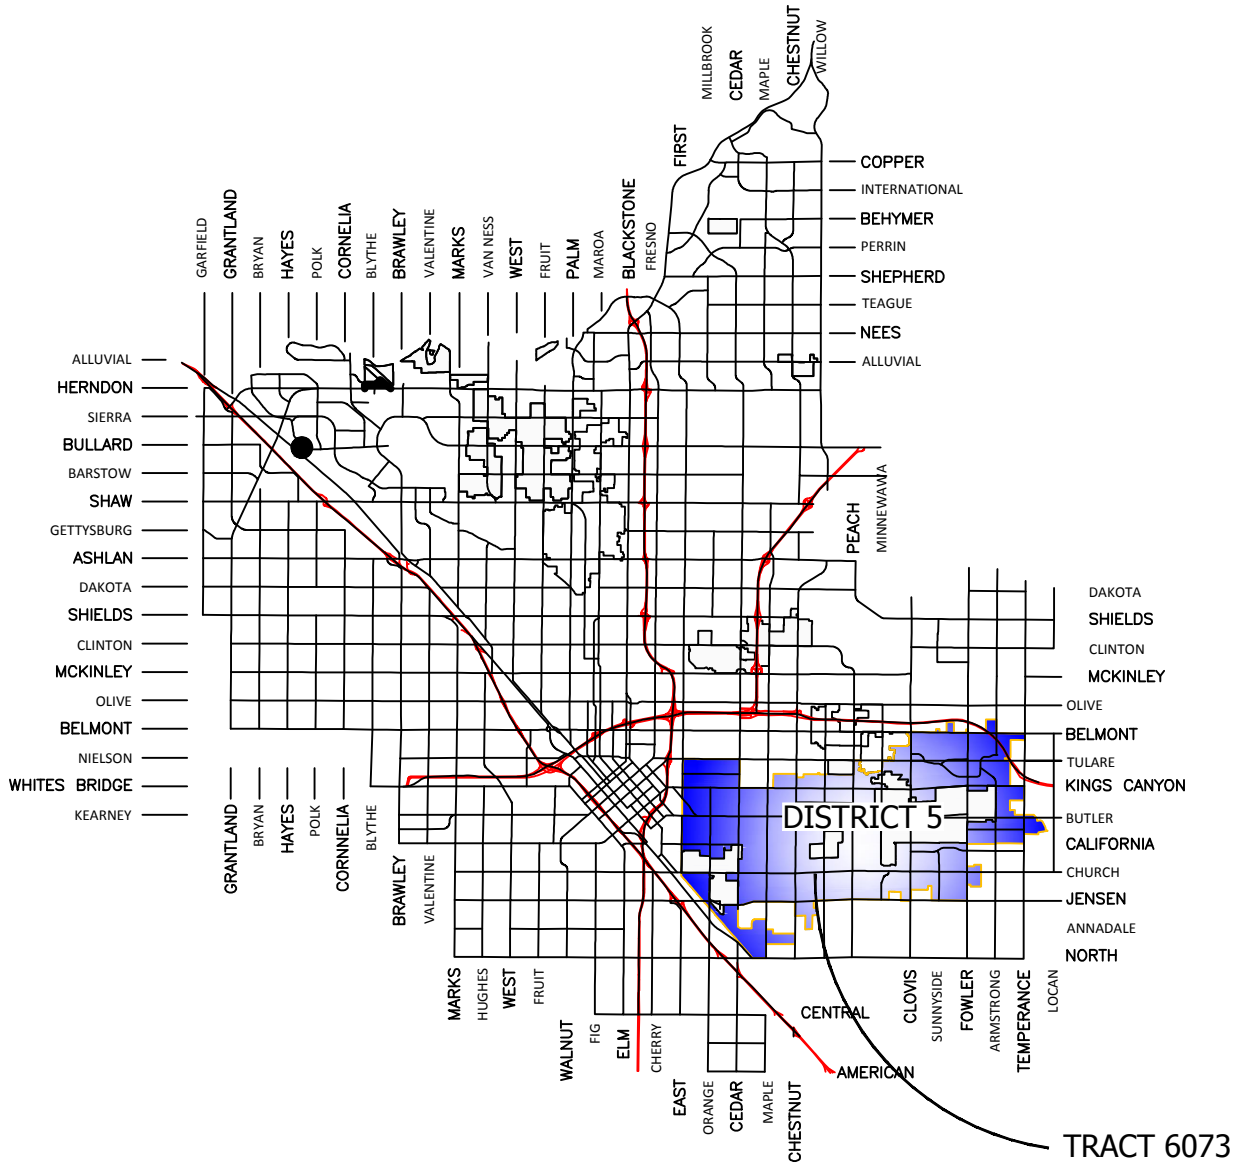 MILLBROOK
CEDAR
MAPLE
CHESTNUT
WILLOW
FIRST
COPPER
INTERNATIONAL
BEHYMER
PERRIN
SHEPHERD
TEAGUE
NEES
ALLUVIAL
GARFIELD
GRANTLAND
BRYAN
HAYES
POLK
CORNELIA
BLYTHE
BRAWLEY
VALENTINE
MARKS
VAN NESS
WEST
FRUIT
PALM
MAROA
BLACKSTONE
FRESNO
ALLUVIAL
HERNDON
SIERRA
BULLARD
BARSTOW
SHAW
GETTYSBURG
ASHLAN
DAKOTA
SHIELDS
CLINTON
MCKINLEY
OLIVE
BELMONT
NIELSON
WHITES BRIDGE
KEARNEY
PEACH
MINNEWAWA
DAKOTA
SHIELDS
CLINTON
MCKINLEY
OLIVE
BELMONT
TULARE
KINGS CANYON
BUTLER
CALIFORNIA
CHURCH
JENSEN
ANNADALE
NORTH
DISTRICT 5
GRANTLAND
BRYAN
HAYES
POLK
CORNNELIA
BLYTHE
BRAWLEY
VALENTINE
MARKS
HUGHES
WEST
FRUIT
WALNUT
FIG
ELM
CHERRY
EAST
ORANGE
CEDAR
MAPLE
CHESTNUT
CENTRAL
AMERICAN
CLOVIS
SUNNYSIDE
FOWLER
ARMSTRONG
TEMPERANCE
LOCAN
TRACT 6073